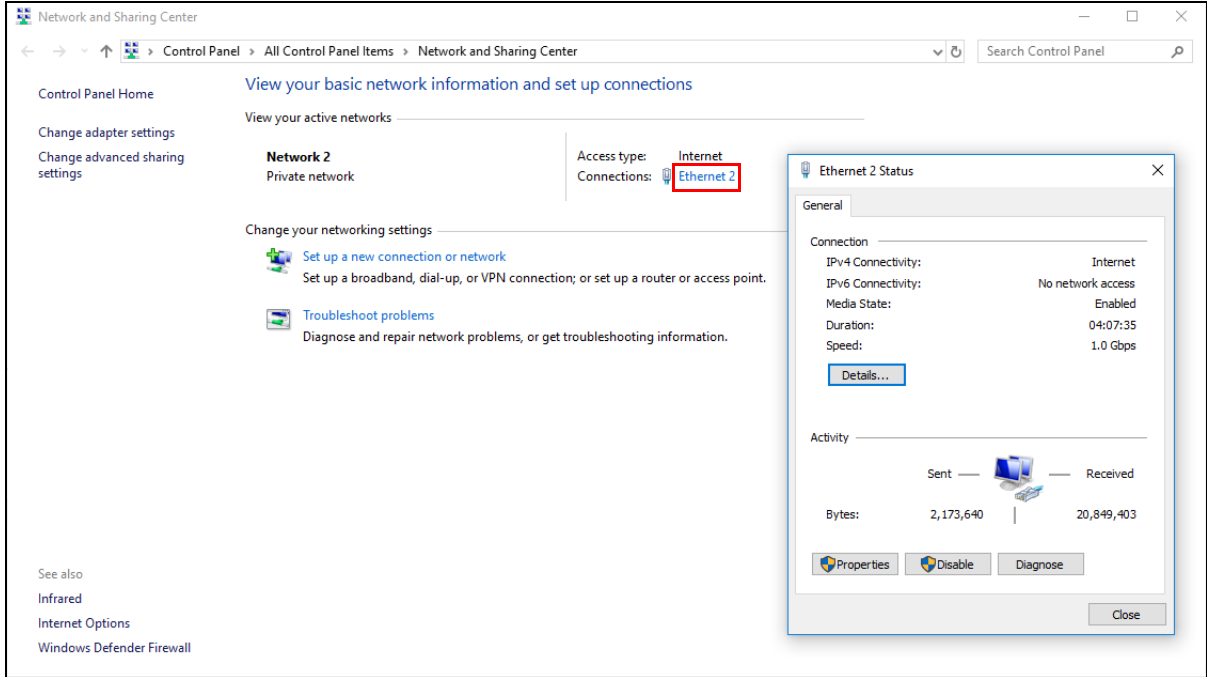 Network and Sharing Center
Control Panel > All Control Panel Items > Network and Sharing Center
Search Control Panel
Control Panel Home
Change adapter settings
Change advanced sharing
settings
View your basic network information and set up connections
View your active networks
Network 2
Private network
Access type: Internet
Connections: Ethernet 2
Change your networking settings
Set up a new connection or network
Set up a broadband, dial-up, or VPN connection; or set up a router or access point.
Troubleshoot problems
Diagnose and repair network problems, or get troubleshooting information.
See also
Infrared
Internet Options
Windows Defender Firewall
Ethernet 2 Status
General
Connection
IPv4 Connectivity: Internet
IPv6 Connectivity: No network access
Media State: Enabled
Duration: 04:07:35
Speed: 1.0 Gbps
Details...
Activity
Sent — Received
Bytes: 2,173,640 | 20,849,403
Properties Disable Diagnose
Close